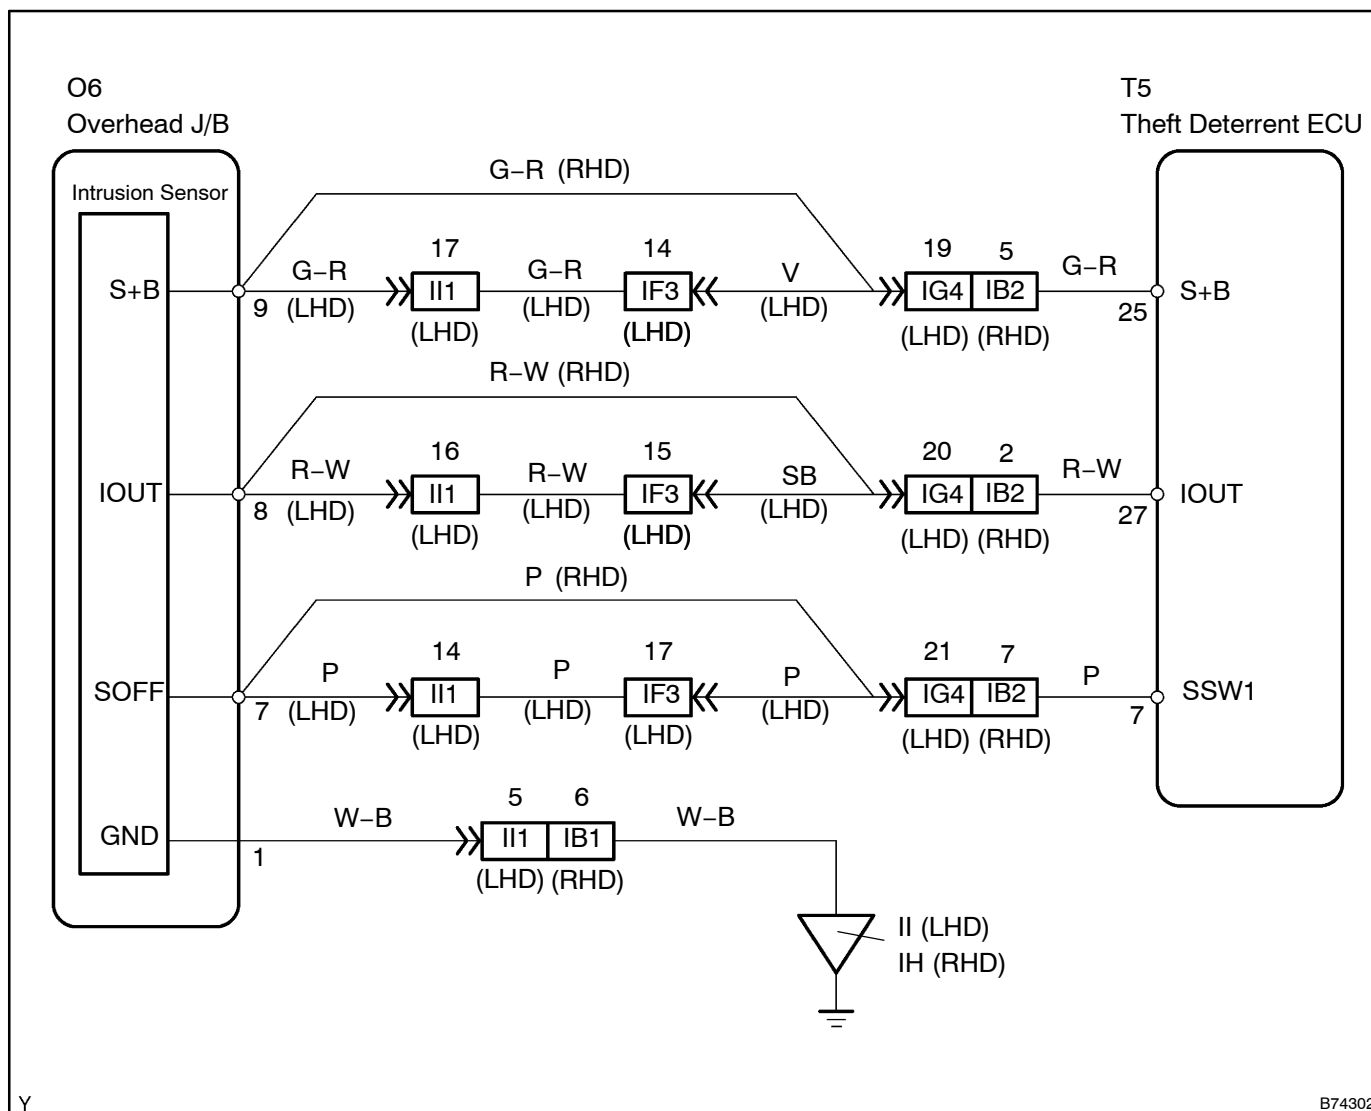 O6
Overhead J/B
T5
Theft Deterrent ECU
Intrusion Sensor
G–R (RHD)
17
14
19
5
S+B
G–R
G–R
V
G–R
S+B
II1
IF3
IG4
IB2
9
(LHD)
(LHD)
(LHD)
25
(LHD)
(LHD)
(LHD)
(RHD)
R–W (RHD)
16
15
20
2
IOUT
R–W
R–W
SB
R–W
IOUT
II1
IF3
IG4
IB2
8
(LHD)
(LHD)
(LHD)
27
(LHD)
(LHD)
(LHD)
(RHD)
P (RHD)
14
17
21
7
SOFF
P
P
P
P
SSW1
II1
IF3
IG4
IB2
7
(LHD)
(LHD)
(LHD)
7
(LHD)
(LHD)
(LHD)
(RHD)
5
6
GND
W–B
W–B
II1
IB1
1
(LHD)
(RHD)
II (LHD)
IH (RHD)
Y
B74302